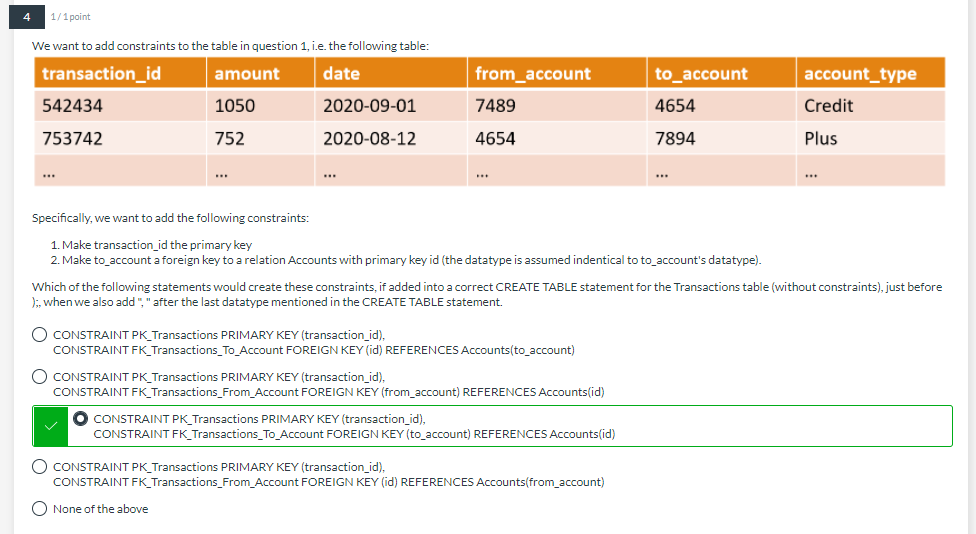 4 1 / 1 point
We want to add constraints to the table in question 1, i.e. the following table:
transaction_id amount date from_account to_account account_type
542434 1050 2020-09-01 7489 4654 Credit
753742 752 2020-08-12 4654 7894 Plus
... ... ... ... ... ...
Specifically, we want to add the following constraints:
1. Make transaction_id the primary key
2. Make to_account a foreign key to a relation Accounts with primary key id (the datatype is assumed indentical to to_account's datatype).
Which of the following statements would create these constraints, if added into a correct CREATE TABLE statement for the Transactions table (without constraints), just before
);, when we also add ", " after the last datatype mentioned in the CREATE TABLE statement.
CONSTRAINT PK_Transactions PRIMARY KEY (transaction_id),
CONSTRAINT FK_Transactions_To_Account FOREIGN KEY (id) REFERENCES Accounts(to_account)
CONSTRAINT PK_Transactions PRIMARY KEY (transaction_id),
CONSTRAINT FK_Transactions_From_Account FOREIGN KEY (from_account) REFERENCES Accounts(id)
CONSTRAINT PK_Transactions PRIMARY KEY (transaction_id),
CONSTRAINT FK_Transactions_To_Account FOREIGN KEY (to_account) REFERENCES Accounts(id)
CONSTRAINT PK_Transactions PRIMARY KEY (transaction_id),
CONSTRAINT FK_Transactions_From_Account FOREIGN KEY (id) REFERENCES Accounts(from_account)
None of the above